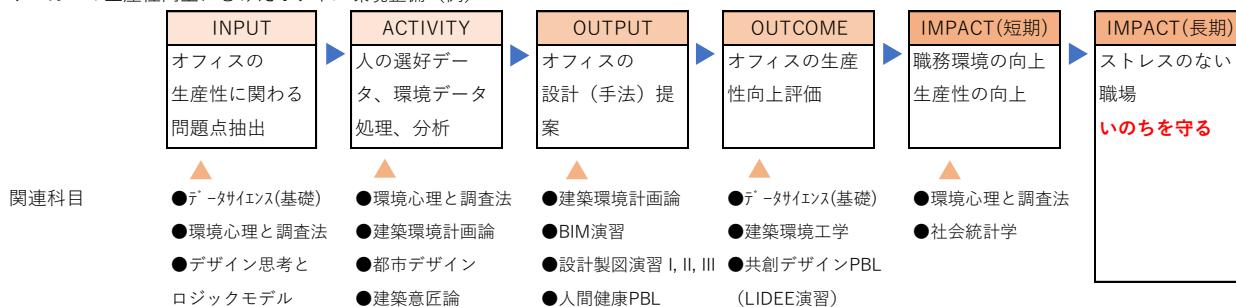 INPUT
オフィスの
生産性に関わる
問題点抽出
ACTIVITY
人の選好デー
タ、環境データ
処理、分析
OUTPUT
オフィスの
設計（手法）提
案
OUTCOME
オフィスの生産
性向上評価
IMPACT(短期)
職務環境の向上
生産性の向上
IMPACT(長期)
ストレスのない
職場
いのちを守る
関連科目
●ﾃﾞｰﾀｻｲｴﾝｽ(基礎)
●環境心理と調査法
●デザイン思考と
ロジックモデル
●環境心理と調査法
●建築環境計画論
●都市デザイン
●建築意匠論
●建築環境計画論
●BIM演習
●設計製図演習 I, II, III
●人間健康PBL
●ﾃﾞｰﾀｻｲｴﾝｽ(基礎)
●建築環境工学
●共創デザインPBL
（LIDEE演習）
●環境心理と調査法
●社会統計学